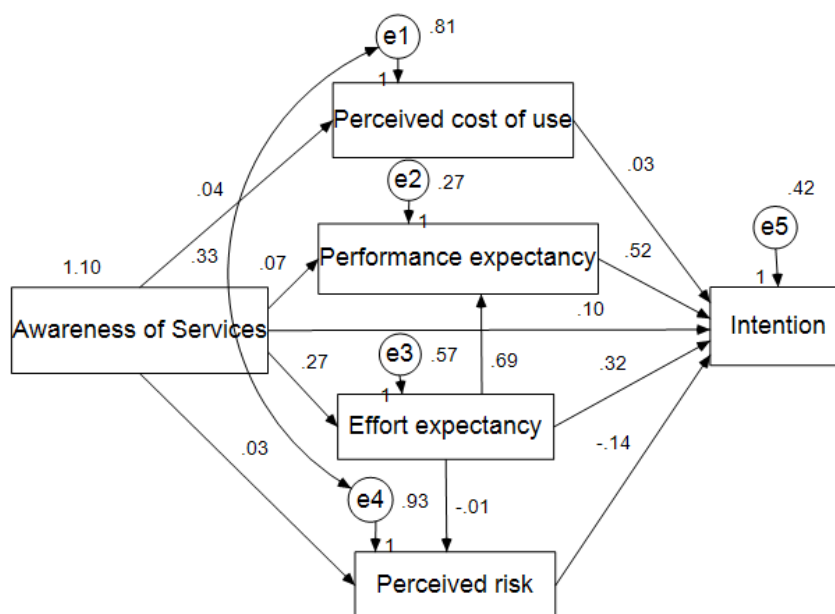 e1 .81
1
Perceived cost of use
.03
e2 .27
.04
1
.42
e5
.33 .07
Performance expectancy
.52
1.10
1
Awareness of Services
.10
Intention
e3 .57
.27
.69
.32
1
Effort expectancy
.03
-.14
e4 .93 -.01
1
Perceived risk